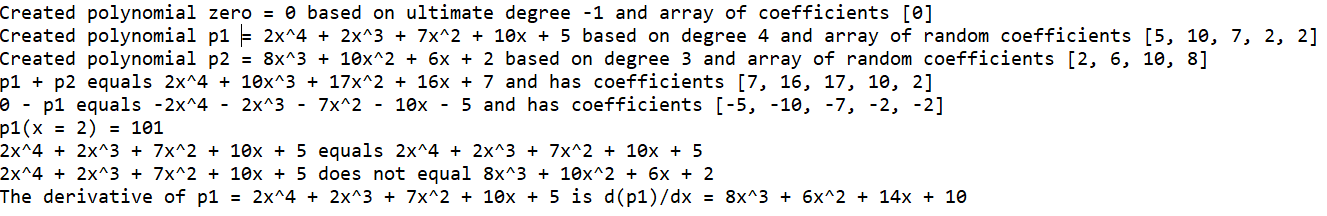 Created polynomial zero = 0 based on ultimate degree -1 and array of coefficients [0]
Created polynomial p1 = 2x^4 + 2x^3 + 7x^2 + 10x + 5 based on degree 4 and array of random coefficients [5, 10, 7, 2, 2]
Created polynomial p2 = 8x^3 + 10x^2 + 6x + 2 based on degree 3 and array of random coefficients [2, 6, 10, 8]
p1 + p2 equals 2x^4 + 10x^3 + 17x^2 + 16x + 7 and has coefficients [7, 16, 17, 10, 2]
0 - p1 equals -2x^4 - 2x^3 - 7x^2 - 10x - 5 and has coefficients [-5, -10, -7, -2, -2]
p1(x = 2) = 101
2x^4 + 2x^3 + 7x^2 + 10x + 5 equals 2x^4 + 2x^3 + 7x^2 + 10x + 5
2x^4 + 2x^3 + 7x^2 + 10x + 5 does not equal 8x^3 + 10x^2 + 6x + 2
The derivative of p1 = 2x^4 + 2x^3 + 7x^2 + 10x + 5 is d(p1)/dx = 8x^3 + 6x^2 + 14x + 10